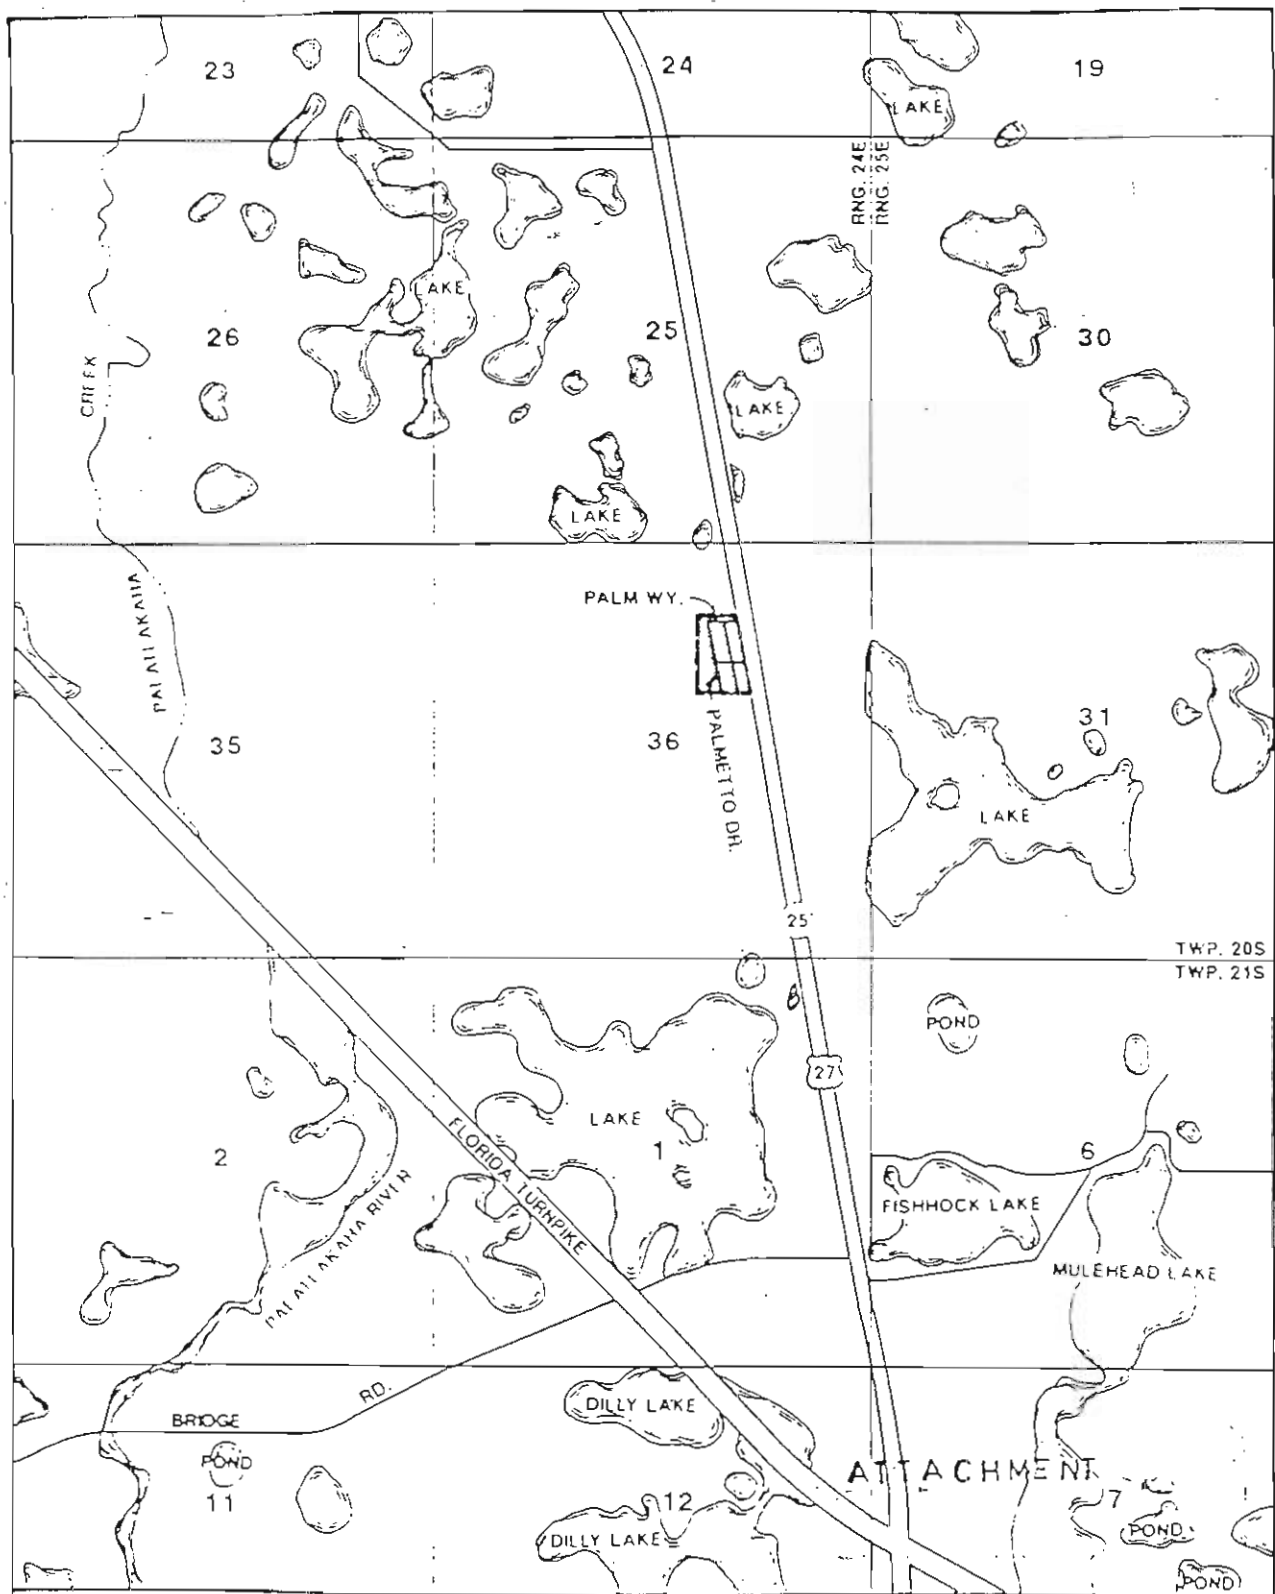 23
24
19
LAKE
RNG. 24E
RNG. 25E
LAKE
26
25
30
CREEK
LAKE
LAKE
PALATLAKAHA
PALM WY.
35
36
PALMETTO DR.
31
LAKE
25
TWP. 20S
TWP. 21S
POND
27
LAKE
1
2
FLORIDA TURNPIKE
6
PALATLAKAHA RIVER
FISHHOCK LAKE
MULEHEAD LAKE
RD.
BRIDGE
DILLY LAKE
POND
11
ATTACHMENT
12
7
DILLY LAKE
POND
POND